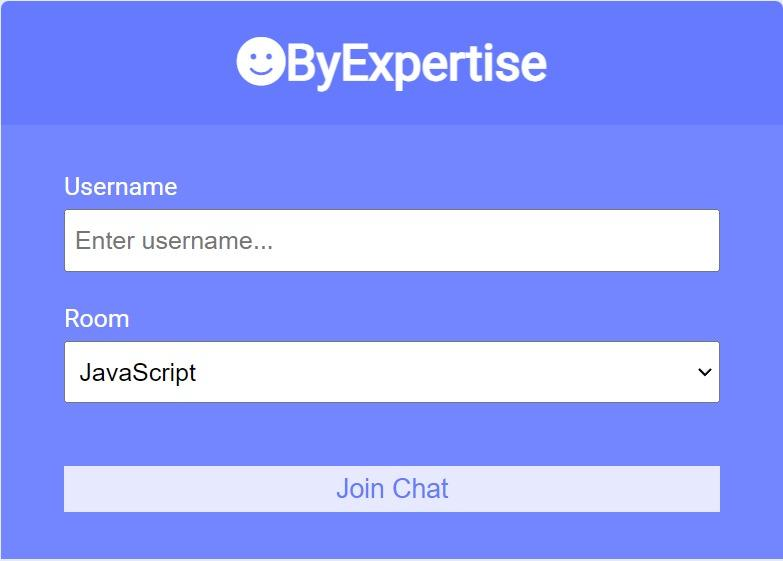 ByExpertise
Username
Enter username...
Room
JavaScript
Join Chat